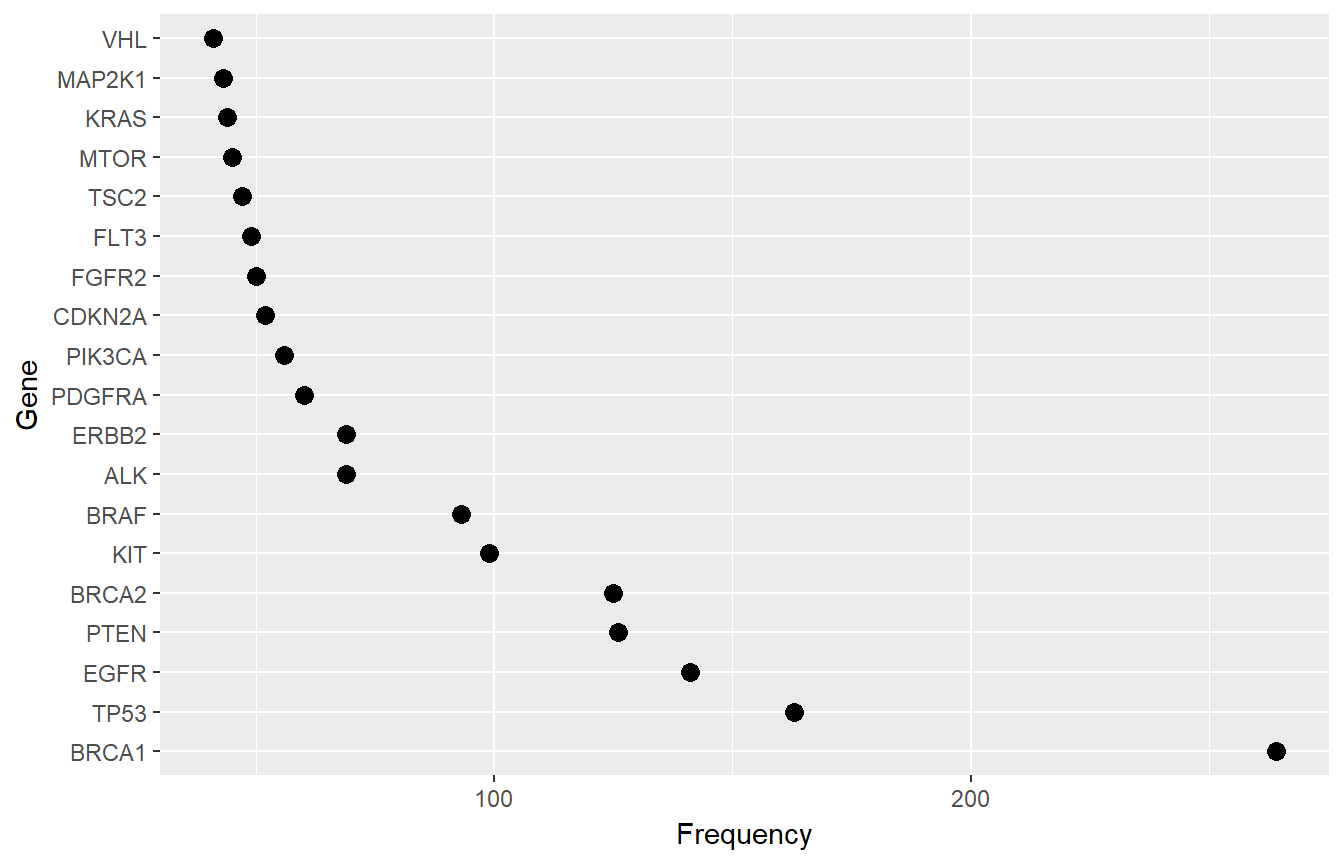 VHL
MAP2K1
KRAS
MTOR
TSC2
FLT3
FGFR2
CDKN2A
PIK3CA
PDGFRA
ERBB2
ALK
BRAF
KIT
BRCA2
PTEN
EGFR
TP53
BRCA1
Gene
100 200
Frequency